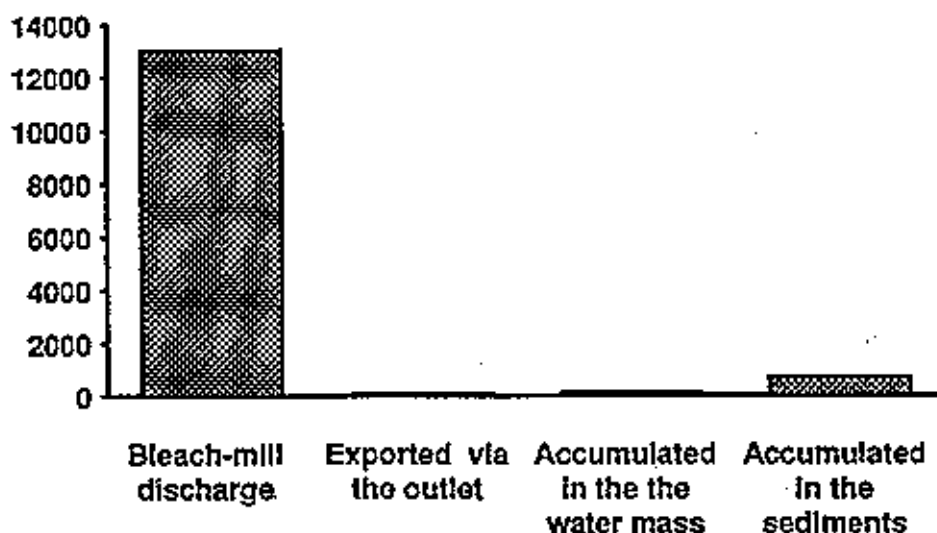 14000
12000
10000
8000
6000
4000
2000
0
Bleach-mill discharge
Exported via the outlet
Accumulated in the the water mass
Accumulated in the sediments